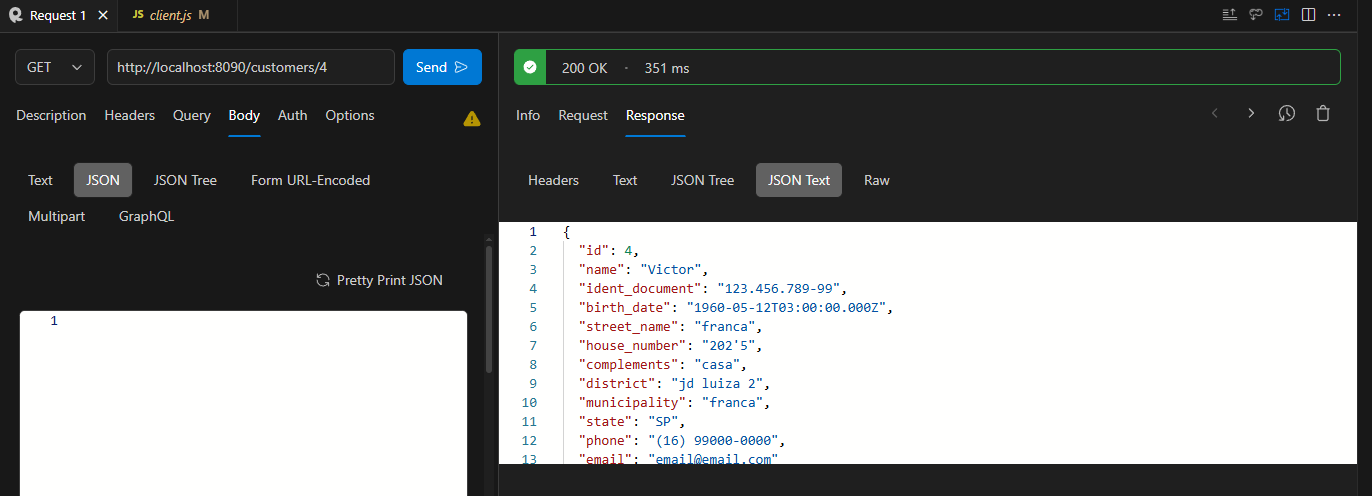 Request 1
JS client.js M
GET http://localhost:8090/customers/4 Send
Description Headers Query Body Auth Options
Text JSON JSON Tree Form URL-Encoded
Multipart GraphQL
Pretty Print JSON
1
200 OK · 351 ms
Info Request Response
Headers Text JSON Tree JSON Text Raw
1 {
2 "id": 4,
3 "name": "Victor",
4 "ident_document": "123.456.789-99",
5 "birth_date": "1960-05-12T03:00:00.000Z",
6 "street_name": "franca",
7 "house_number": "202'5",
8 "complements": "casa",
9 "district": "jd luiza 2",
10 "municipality": "franca",
11 "state": "SP",
12 "phone": "(16) 99000-0000",
13 "email": "email@email.com"